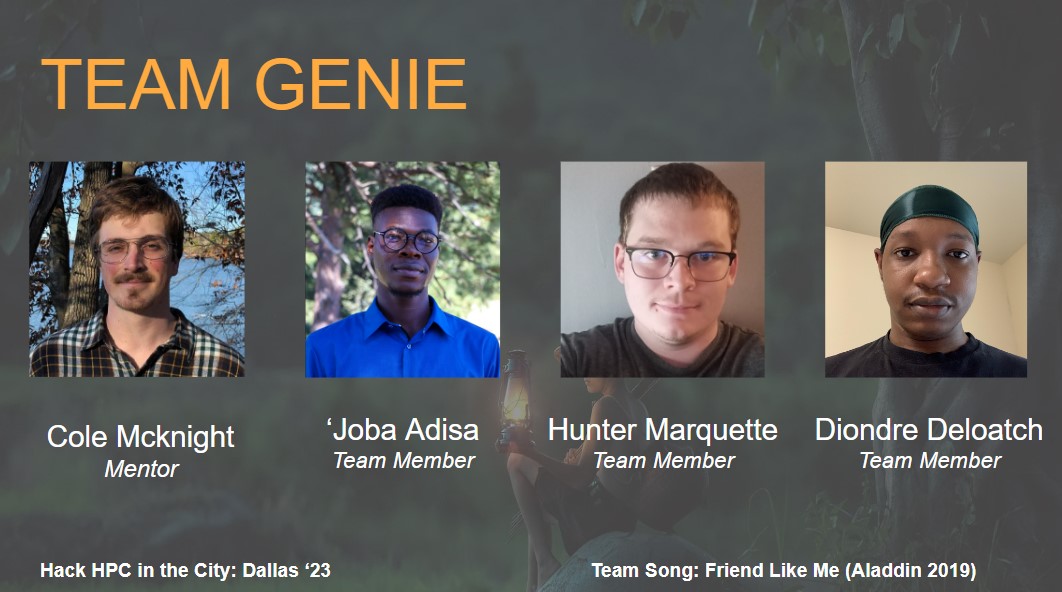 TEAM GENIE
Cole Mcknight
Mentor
‘Joba Adisa
Team Member
Hunter Marquette
Team Member
Diondre Deloatch
Team Member
Hack HPC in the City: Dallas ‘23
Team Song: Friend Like Me (Aladdin 2019)